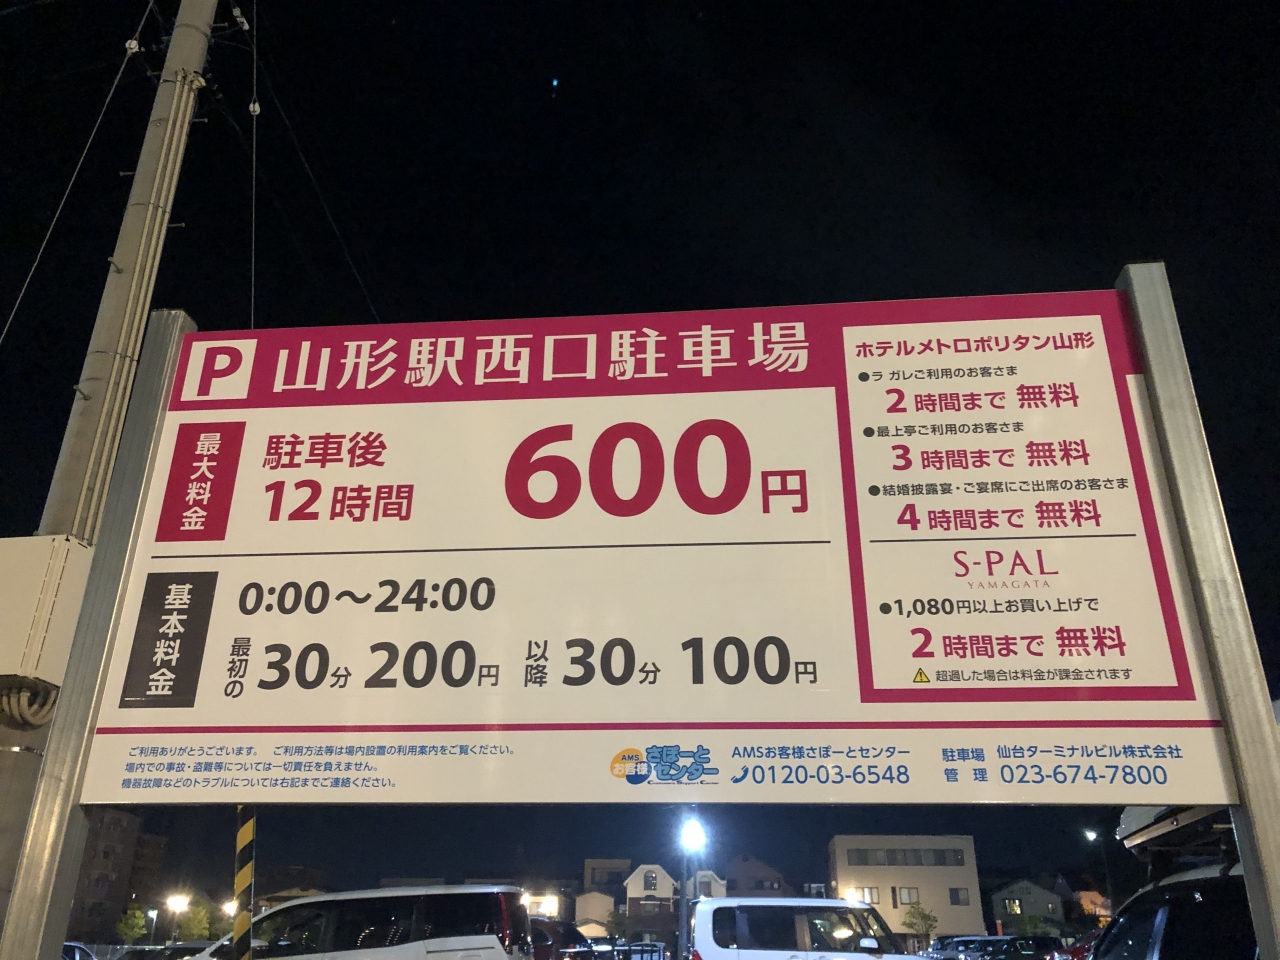 P 山形駅西口駐車場
最大料金
駐車後
12時間
600円
基本料金
0:00～24:00
最初の 30分 200円 以降 30分 100円
ホテルメトロポリタン山形
●ラ ガレご利用のお客さま
2時間まで 無料
●最上亭ご利用のお客さま
3時間まで 無料
●結婚披露宴・ご宴席にご出席のお客さま
4時間まで 無料
S-PAL
YAMAGATA
●1,080円以上お買い上げで
2時間まで 無料
超過した場合は料金が課金されます
ご利用ありがとうございます。 ご利用方法等は場内設置の利用案内をご覧ください。
場内での事故・盗難等については一切責任を負えません。
機器故障などのトラブルについては右記までご連絡ください。
AMS
お客様
さぽーと
センター
AMSお客様さぽーとセンター
0120-03-6548
駐車場
管 理
仙台ターミナルビル株式会社
023-674-7800